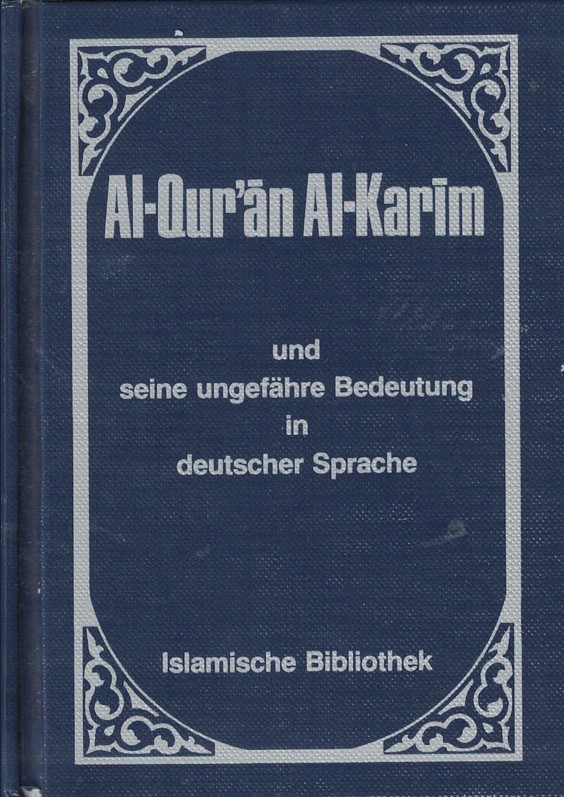 Al-Qur'ān Al-Karīm
und
seine ungefähre Bedeutung
in
deutscher Sprache
Islamische Bibliothek